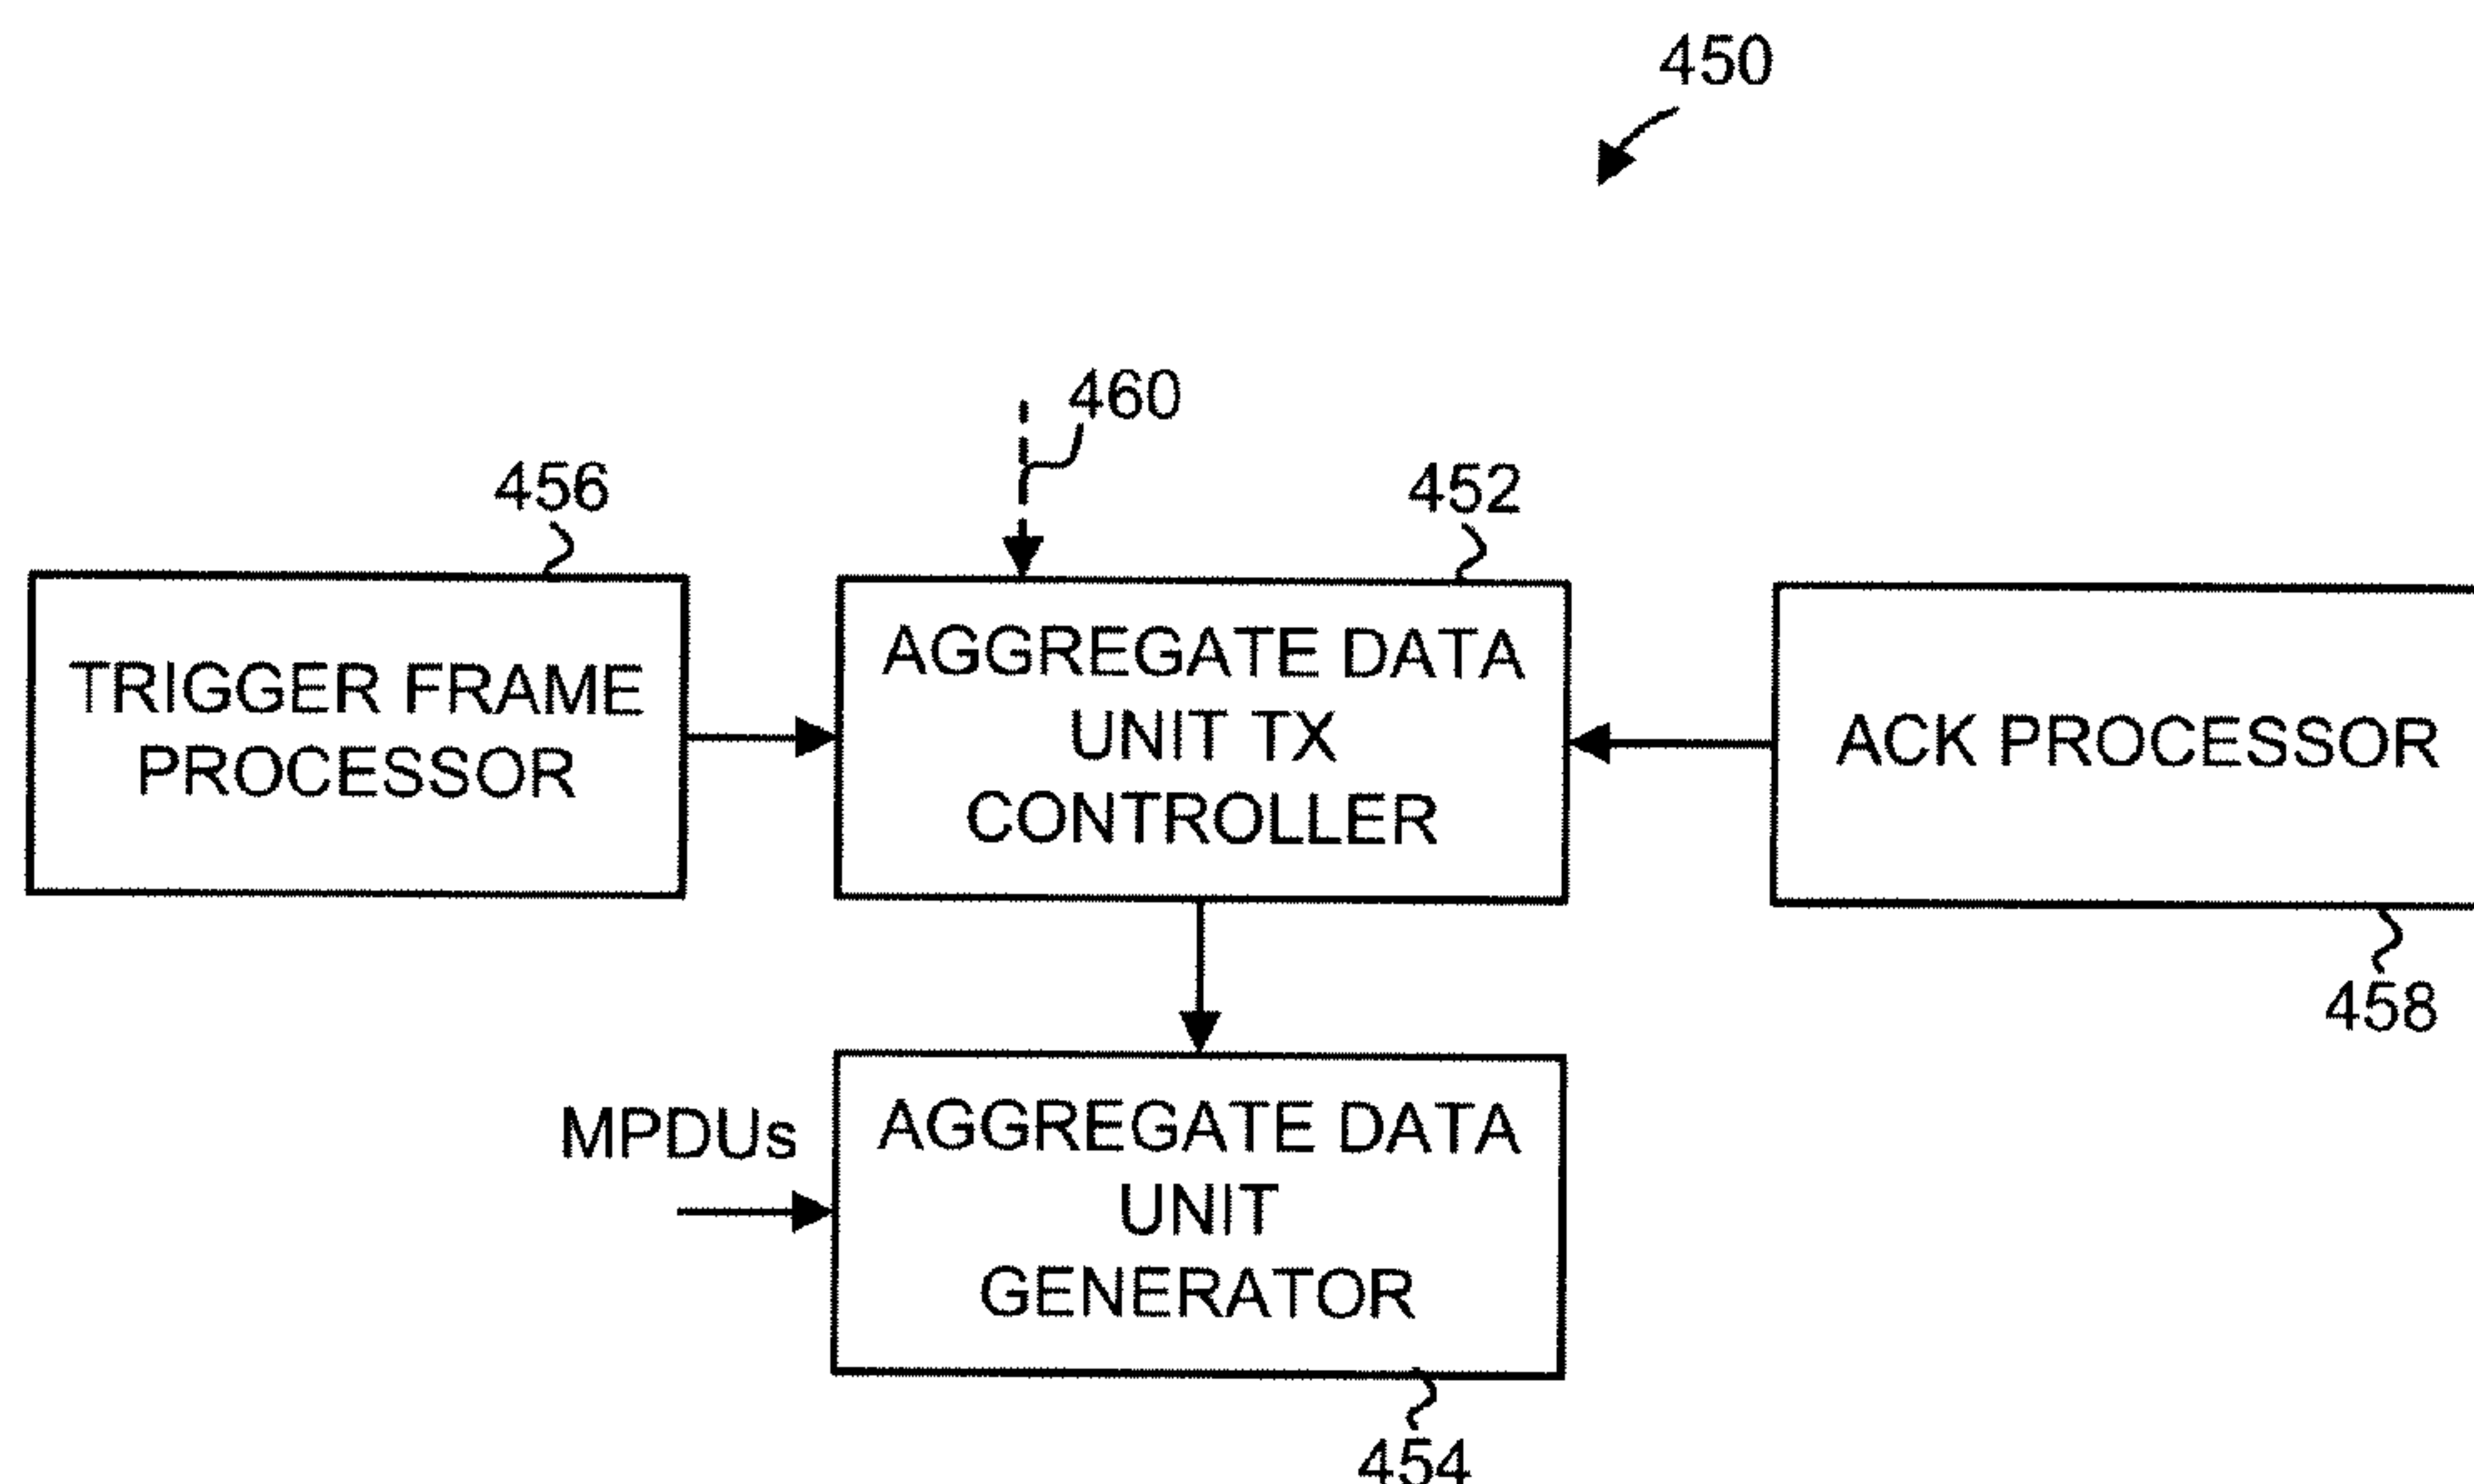 450
460
456
452
TRIGGER FRAME
PROCESSOR
AGGREGATE DATA
UNIT TX
CONTROLLER
ACK PROCESSOR
458
MPDUs
AGGREGATE DATA
UNIT
GENERATOR
454